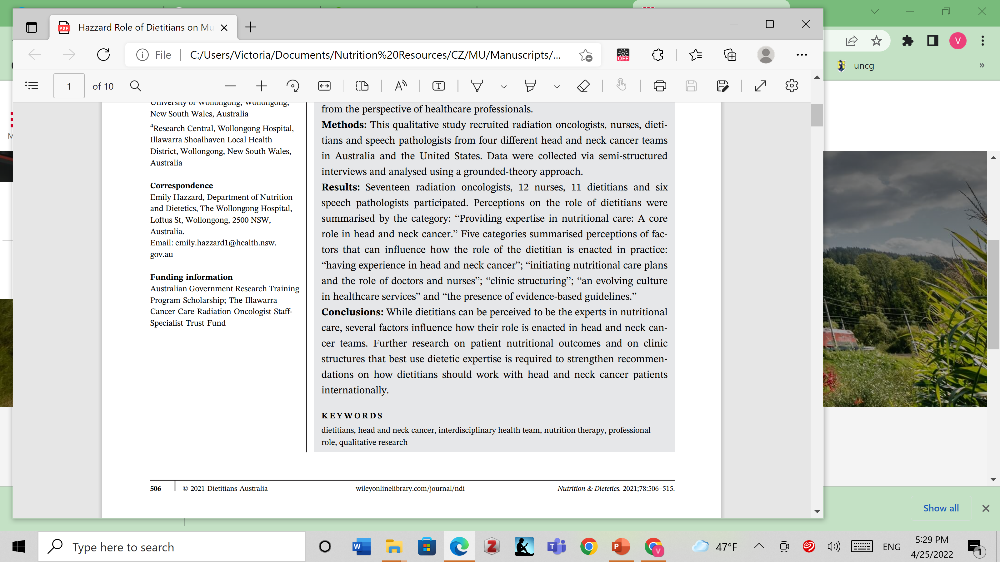 Hazzard Role of Dietitians on Mu
File
C:/Users/Victoria/Documents/Nutrition%20Resources/CZ/MU/Manuscripts/...
V
uncg
»
1 of 10
University of Wollongong, Wollongong,
New South Wales, Australia
4Research Central, Wollongong Hospital,
Illawarra Shoalhaven Local Health
District, Wollongong, New South Wales,
Australia
Correspondence
Emily Hazzard, Department of Nutrition
and Dietetics, The Wollongong Hospital,
Loftus St, Wollongong, 2500 NSW,
Australia.
Email: emily.hazzard1@health.nsw.
gov.au
Funding information
Australian Government Research Training
Program Scholarship; The Illawarra
Cancer Care Radiation Oncologist Staff-
Specialist Trust Fund
from the perspective of healthcare professionals.
Methods: This qualitative study recruited radiation oncologists, nurses, dieti-
tians and speech pathologists from four different head and neck cancer teams
in Australia and the United States. Data were collected via semi-structured
interviews and analysed using a grounded-theory approach.
Results: Seventeen radiation oncologists, 12 nurses, 11 dietitians and six
speech pathologists participated. Perceptions on the role of dietitians were
summarised by the category: “Providing expertise in nutritional care: A core
role in head and neck cancer.” Five categories summarised perceptions of fac-
tors that can influence how the role of the dietitian is enacted in practice:
“having experience in head and neck cancer”; “initiating nutritional care plans
and the role of doctors and nurses”; “clinic structuring”; “an evolving culture
in healthcare services” and “the presence of evidence-based guidelines.”
Conclusions: While dietitians can be perceived to be the experts in nutritional
care, several factors influence how their role is enacted in head and neck can-
cer teams. Further research on patient nutritional outcomes and on clinic
structures that best use dietetic expertise is required to strengthen recommen-
dations on how dietitians should work with head and neck cancer patients
internationally.
KEYWORDS
dietitians, head and neck cancer, interdisciplinary health team, nutrition therapy, professional
role, qualitative research
506 © 2021 Dietitians Australia wileyonlinelibrary.com/journal/ndi Nutrition & Dietetics. 2021;78:506–515.
Show all
Type here to search
47°F
ENG
5:29 PM
4/25/2022
1